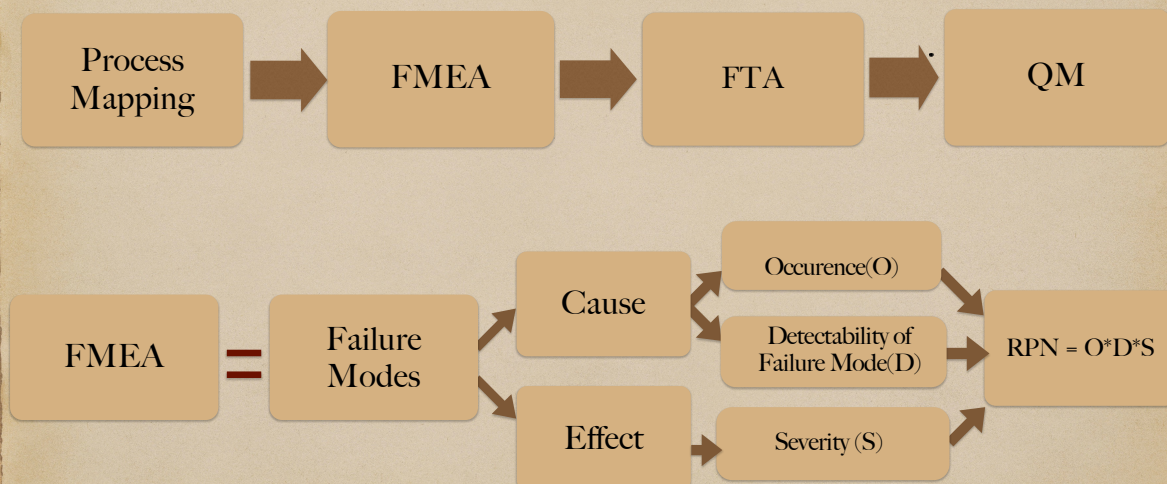 Process
Mapping
FMEA
FTA
QM
FMEA
=
Failure
Modes
Cause
Effect
Occurence(O)
Detectability of
Failure Mode(D)
Severity (S)
RPN = O*D*S